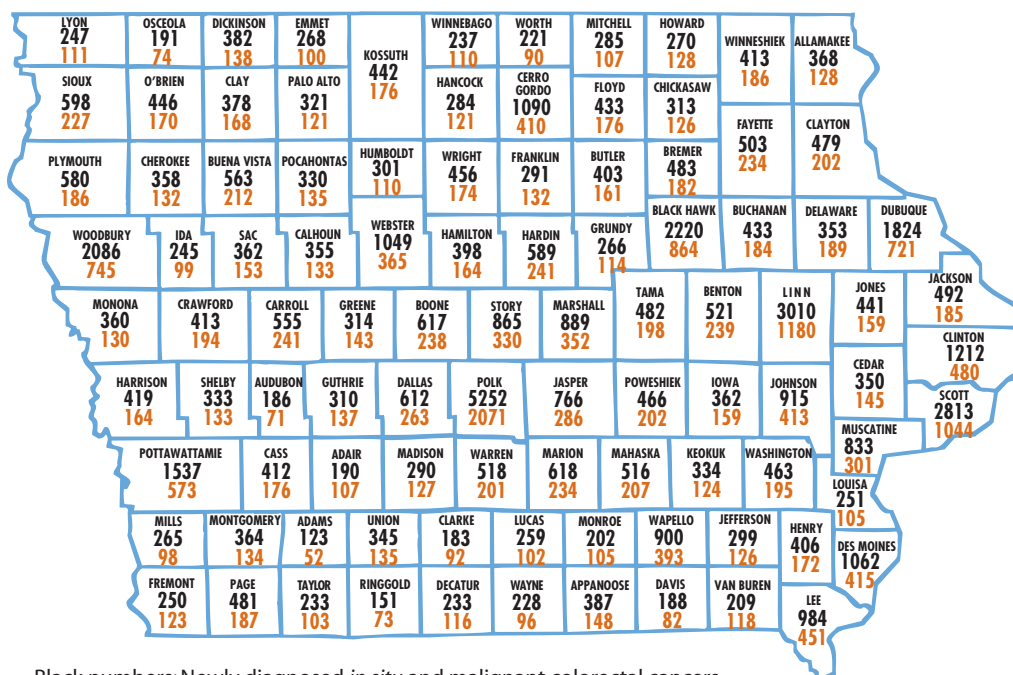 LYON
247
111
OSCEOLA
191
74
DICKINSON
382
138
EMMET
268
100
KOSSUTH
442
176
WINNEBAGO
237
110
WORTH
221
90
MITCHELL
285
107
HOWARD
270
128
WINNESHIEK
413
186
ALLAMAKEE
368
128
SIOUX
598
227
O'BRIEN
446
170
CLAY
378
168
PALO ALTO
321
121
HANCOCK
284
121
CERRO
GORDO
1090
410
FLOYD
433
176
CHICKASAW
313
126
FAYETTE
503
234
CLAYTON
479
202
PLYMOUTH
580
186
CHEROKEE
358
132
BUENA VISTA
563
212
POCAHONTAS
330
135
HUMBOLDT
301
110
WRIGHT
456
174
FRANKLIN
291
132
BUTLER
403
161
BREMER
483
182
WOODBURY
2086
745
IDA
245
99
SAC
362
153
CALHOUN
355
133
WEBSTER
1049
365
HAMILTON
398
164
HARDIN
589
241
GRUNDY
266
114
BLACK HAWK
2220
864
BUCHANAN
433
184
DELAWARE
353
189
DUBUQUE
1824
721
MONONA
360
130
CRAWFORD
413
194
CARROLL
555
241
GREENE
314
143
BOONE
617
238
STORY
865
330
MARSHALL
889
352
TAMA
482
198
BENTON
521
239
LINN
3010
1180
JONES
441
159
JACKSON
492
185
CLINTON
1212
480
HARRISON
419
164
SHELBY
333
133
AUDUBON
186
71
GUTHRIE
310
137
DALLAS
612
263
POLK
5252
2071
JASPER
766
286
POWESHIEK
466
202
IOWA
362
159
JOHNSON
915
413
CEDAR
350
145
SCOTT
2813
1044
MUSCATINE
833
301
POTTAWATTAMIE
1537
573
CASS
412
176
ADAIR
190
107
MADISON
290
127
WARREN
518
201
MARION
618
234
MAHASKA
516
207
KEOKUK
334
124
WASHINGTON
463
195
LOUISA
251
105
MILLS
265
98
MONTGOMERY
364
134
ADAMS
123
52
UNION
345
135
CLARKE
183
92
LUCAS
259
102
MONROE
202
105
WAPELLO
900
393
JEFFERSON
299
126
HENRY
406
172
DES MOINES
1062
415
FREMONT
250
123
PAGE
481
187
TAYLOR
233
103
RINGGOLD
151
73
DECATUR
233
116
WAYNE
228
96
APPANOOSE
387
148
DAVIS
188
82
VAN BUREN
209
118
LEE
984
451
Black numbers: Newly diagnosed in situ and malignant colorectal cancers